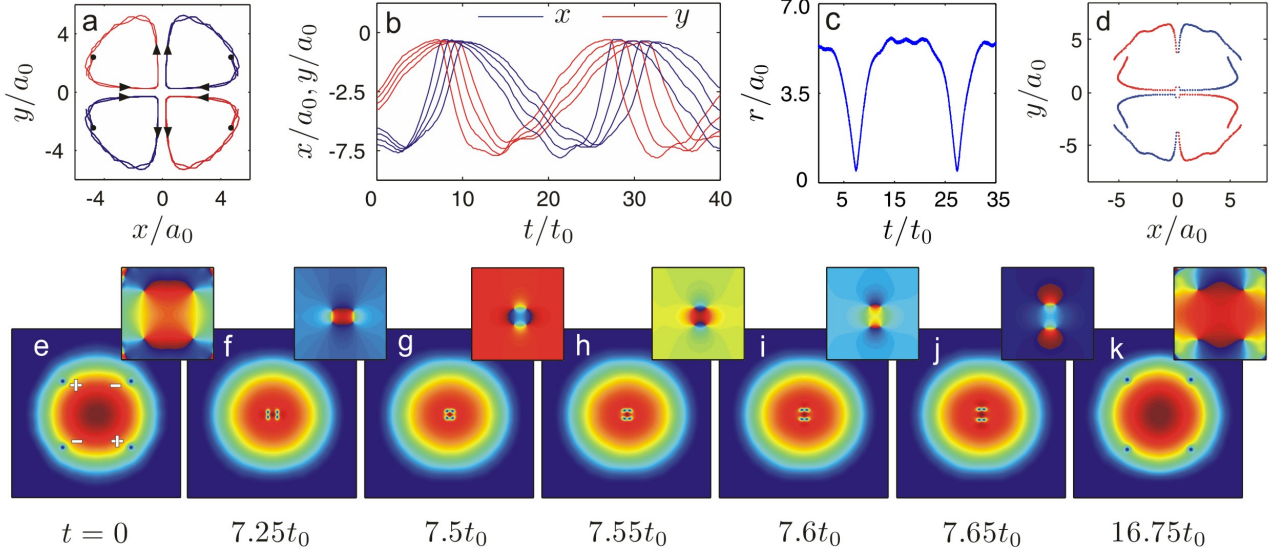 a
y/a₀
4
0
-4
-4 0 4
x/a₀
b
x y
x/a₀, y/a₀
0
-2.5
-7.5
0 10 20 30 40
t/t₀
c
r/a₀
7.0
3.5
0
5 15 25 35
t/t₀
d
y/a₀
5
0
-5
-5 0 5
x/a₀
e f g h i j k
+ −
− +
t = 0 7.25t₀ 7.5t₀ 7.55t₀ 7.6t₀ 7.65t₀ 16.75t₀